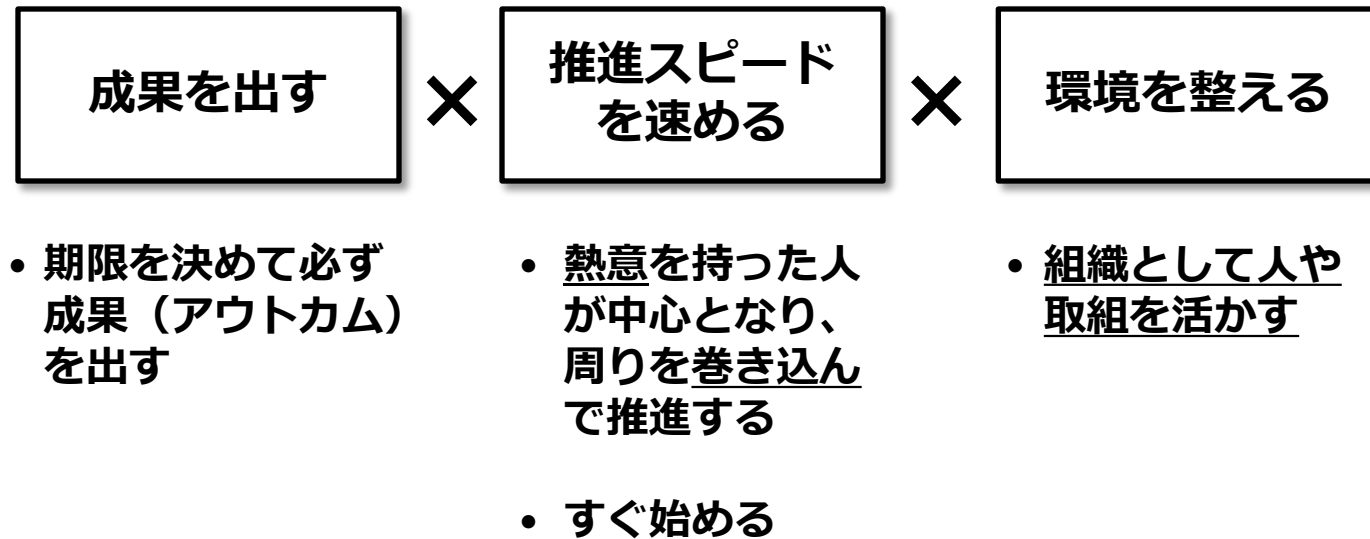 成果を出す
×
推進スピード
を速める
×
環境を整える
• 期限を決めて必ず
成果（アウトカム）
を出す
• 熱意を持った人
が中心となり、
周りを巻き込ん
で推進する
• すぐ始める
• 組織として人や
取組を活かす